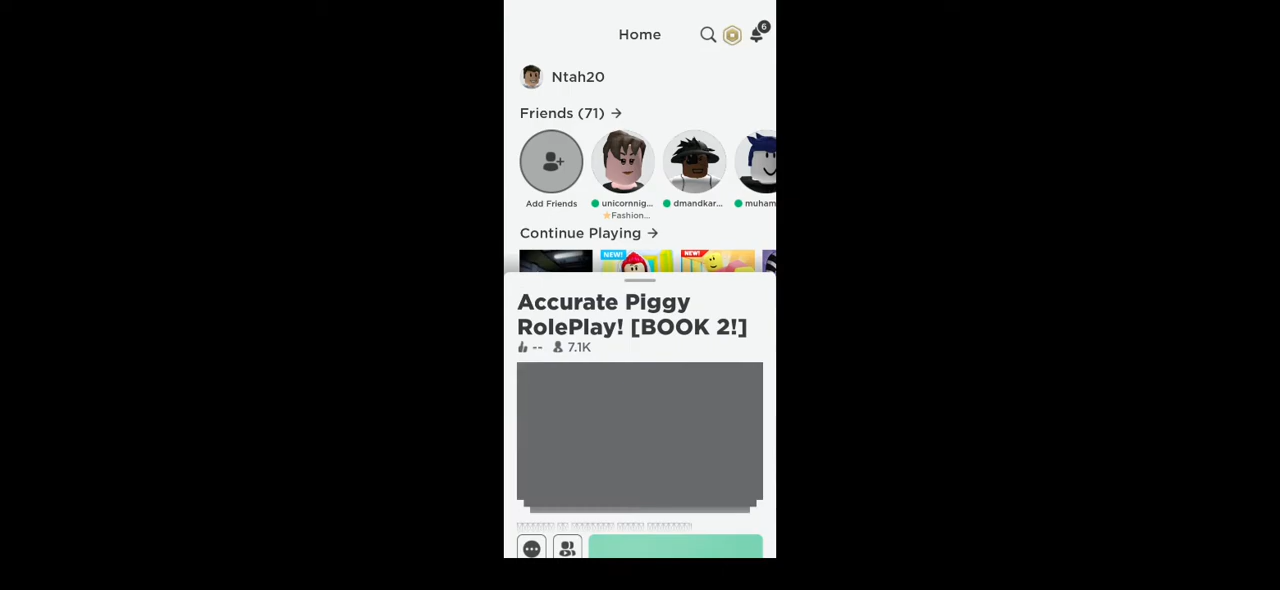 Home
6
Ntah20
Friends (71)
Add Friends
unicornnig...
Fashion...
dmandkar...
muham
Continue Playing
NEW!
NEW!
Accurate Piggy
RolePlay! [BOOK 2!]
-- 7.1K